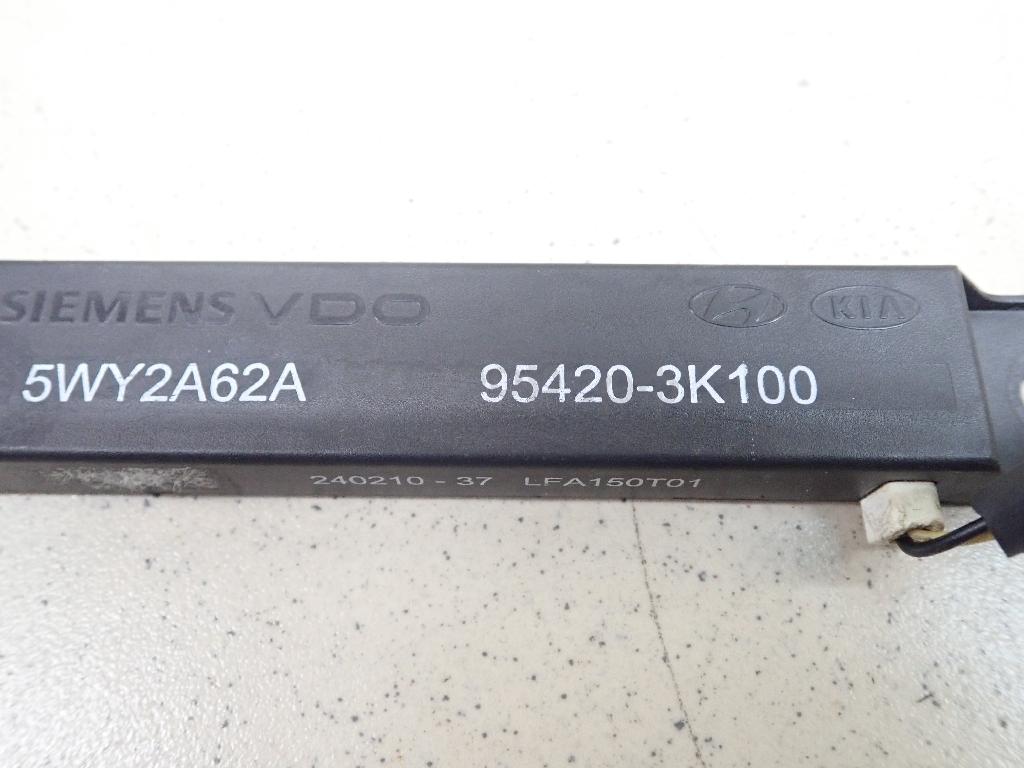 SIEMENS VDO KIA
5WY2A62A 95420-3K100
240210 - 37 LFA150T01